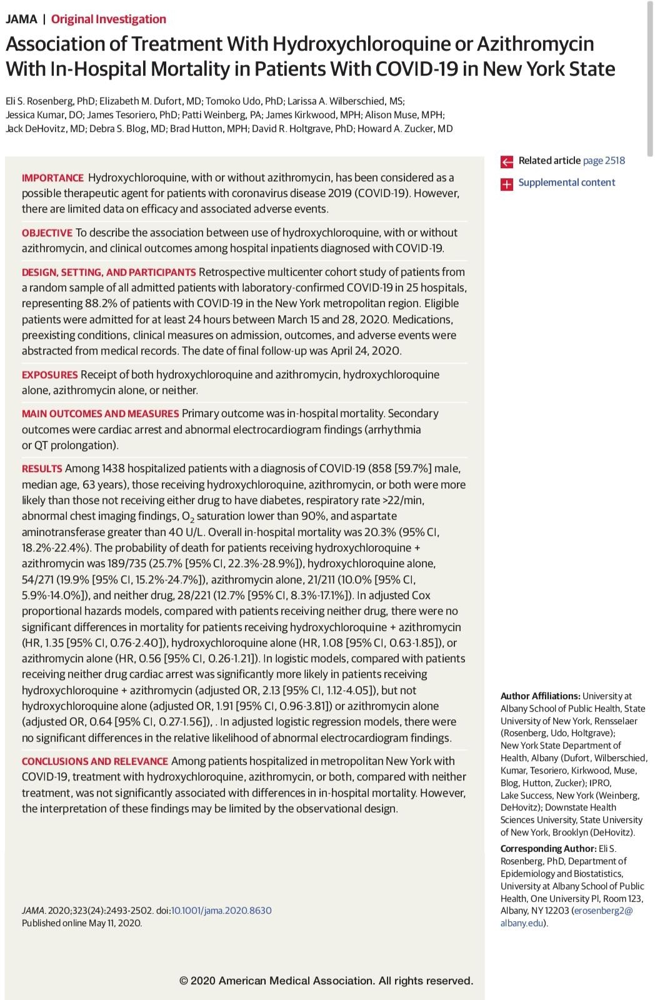 JAMA | Original Investigation
Association of Treatment With Hydroxychloroquine or Azithromycin
With In-Hospital Mortality in Patients With COVID-19 in New York State
Eli S. Rosenberg, PhD; Elizabeth M. Dufort, MD; Tomoko Udo, PhD; Larissa A. Wilberschied, MS;
Jessica Kumar, DO; James Tesoriero, PhD; Patti Weinberg, PA; James Kirkwood, MPH; Alison Muse, MPH;
Jack DeHovitz, MD; Debra S. Blog, MD; Brad Hutton, MPH; David R. Holtgrave, PhD; Howard A. Zucker, MD
IMPORTANCE Hydroxychloroquine, with or without azithromycin, has been considered as a
possible therapeutic agent for patients with coronavirus disease 2019 (COVID-19). However,
there are limited data on efficacy and associated adverse events.
OBJECTIVE To describe the association between use of hydroxychloroquine, with or without
azithromycin, and clinical outcomes among hospital inpatients diagnosed with COVID-19.
DESIGN, SETTING, AND PARTICIPANTS Retrospective multicenter cohort study of patients from
a random sample of all admitted patients with laboratory-confirmed COVID-19 in 25 hospitals,
representing 88.2% of patients with COVID-19 in the New York metropolitan region. Eligible
patients were admitted for at least 24 hours between March 15 and 28, 2020. Medications,
preexisting conditions, clinical measures on admission, outcomes, and adverse events were
abstracted from medical records. The date of final follow-up was April 24, 2020.
EXPOSURES Receipt of both hydroxychloroquine and azithromycin, hydroxychloroquine
alone, azithromycin alone, or neither.
MAIN OUTCOMES AND MEASURES Primary outcome was in-hospital mortality. Secondary
outcomes were cardiac arrest and abnormal electrocardiogram findings (arrhythmia
or QT prolongation).
RESULTS Among 1438 hospitalized patients with a diagnosis of COVID-19 (858 [59.7%] male,
median age, 63 years), those receiving hydroxychloroquine, azithromycin, or both were more
likely than those not receiving either drug to have diabetes, respiratory rate >22/min,
abnormal chest imaging findings, O2 saturation lower than 90%, and aspartate
aminotransferase greater than 40 U/L. Overall in-hospital mortality was 20.3% (95% CI,
18.2%-22.4%). The probability of death for patients receiving hydroxychloroquine +
azithromycin was 189/735 (25.7% [95% CI, 22.3%-28.9%]), hydroxychloroquine alone,
54/271 (19.9% [95% CI, 15.2%-24.7%]), azithromycin alone, 21/211 (10.0% [95% CI,
5.9%-14.0%]), and neither drug, 28/221 (12.7% [95% CI, 8.3%-17.1%]). In adjusted Cox
proportional hazards models, compared with patients receiving neither drug, there were no
significant differences in mortality for patients receiving hydroxychloroquine + azithromycin
(HR, 1.35 [95% CI, 0.76-2.40]), hydroxychloroquine alone (HR, 1.08 [95% CI, 0.63-1.85]), or
azithromycin alone (HR, 0.56 [95% CI, 0.26-1.21]). In logistic models, compared with patients
receiving neither drug cardiac arrest was significantly more likely in patients receiving
hydroxychloroquine + azithromycin (adjusted OR, 2.13 [95% CI, 1.12-4.05]), but not
hydroxychloroquine alone (adjusted OR, 1.91 [95% CI, 0.96-3.81]) or azithromycin alone
(adjusted OR, 0.64 [95% CI, 0.27-1.56]), . In adjusted logistic regression models, there were
no significant differences in the relative likelihood of abnormal electrocardiogram findings.
CONCLUSIONS AND RELEVANCE Among patients hospitalized in metropolitan New York with
COVID-19, treatment with hydroxychloroquine, azithromycin, or both, compared with neither
treatment, was not significantly associated with differences in in-hospital mortality. However,
the interpretation of these findings may be limited by the observational design.
JAMA. 2020;323(24):2493-2502. doi:10.1001/jama.2020.8630
Published online May 11, 2020.
Related article page 2518
Supplemental content
Author Affiliations: University at
Albany School of Public Health, State
University of New York, Rensselaer
(Rosenberg, Udo, Holtgrave);
New York State Department of
Health, Albany (Dufort, Wilberschied,
Kumar, Tesoriero, Kirkwood, Muse,
Blog, Hutton, Zucker); IPRO,
Lake Success, New York (Weinberg,
DeHovitz); Downstate Health
Sciences University, State University
of New York, Brooklyn (DeHovitz).
Corresponding Author: Eli S.
Rosenberg, PhD, Department of
Epidemiology and Biostatistics,
University at Albany School of Public
Health, One University Pl, Room 123,
Albany, NY 12203 (erosenberg2@
albany.edu).
© 2020 American Medical Association. All rights reserved.